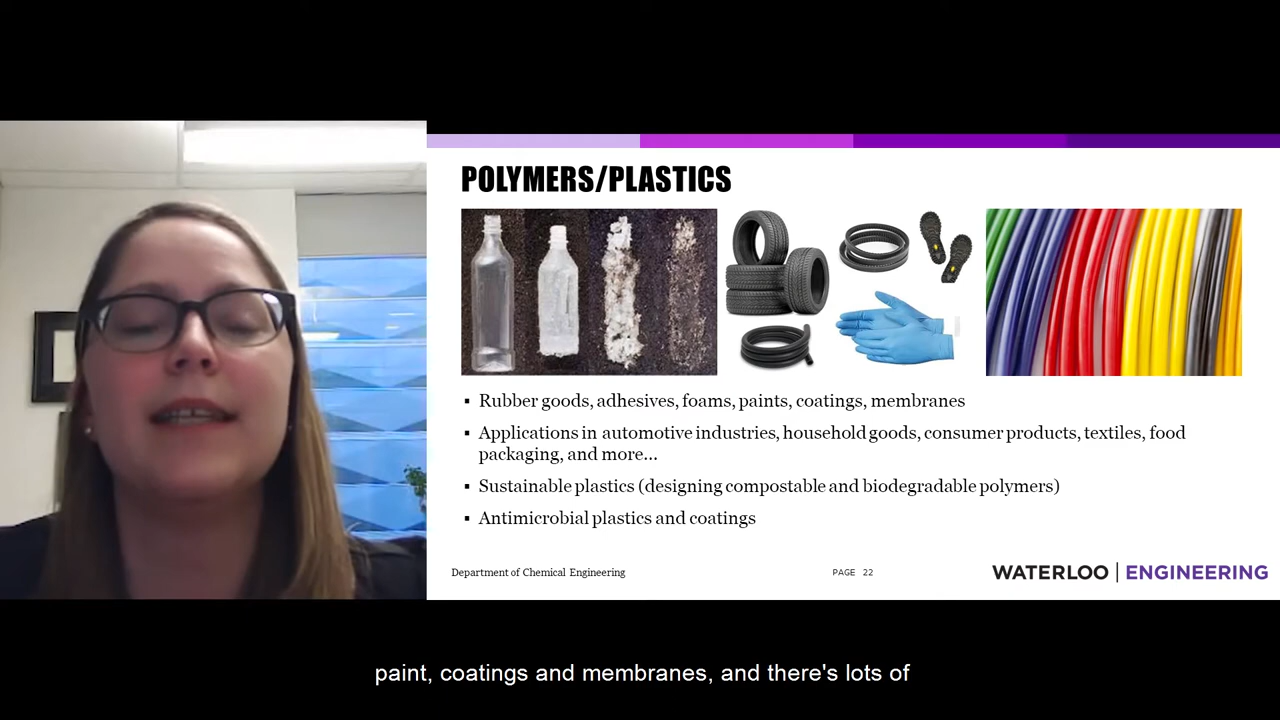 POLYMERS/PLASTICS
▪ Rubber goods, adhesives, foams, paints, coatings, membranes
▪ Applications in automotive industries, household goods, consumer products, textiles, food
packaging, and more...
▪ Sustainable plastics (designing compostable and biodegradable polymers)
▪ Antimicrobial plastics and coatings
Department of Chemical Engineering
PAGE 22
WATERLOO | ENGINEERING
paint, coatings and membranes, and there's lots of